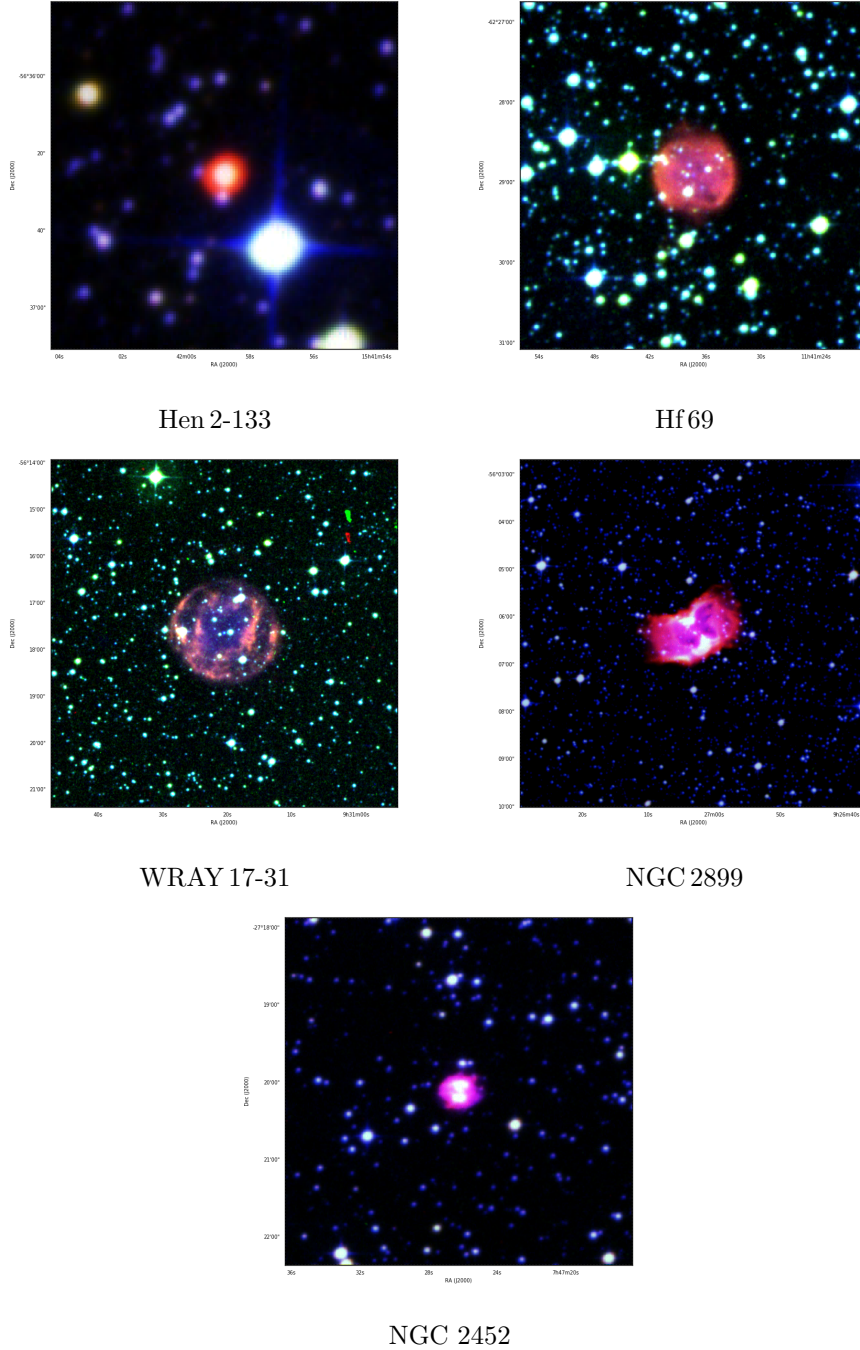 -56°36'00"
20"
40"
37'00"
Dec (J2000)
04s 02s 42m00s 58s 56s 15h41m54s
RA (J2000)
Hen 2-133
-62°27'00"
28'00"
29'00"
30'00"
31'00"
Dec (J2000)
54s 48s 42s 36s 30s 11h41m24s
RA (J2000)
Hf 69
-56°14'00"
15'00"
16'00"
17'00"
18'00"
19'00"
20'00"
21'00"
Dec (J2000)
40s 30s 20s 10s 9h31m00s
RA (J2000)
WRAY 17-31
-56°03'00"
04'00"
05'00"
06'00"
07'00"
08'00"
09'00"
10'00"
Dec (J2000)
20s 10s 27m00s 50s 9h26m40s
RA (J2000)
NGC 2899
-27°18'00"
19'00"
20'00"
21'00"
22'00"
Dec (J2000)
36s 32s 28s 24s 7h47m20s
RA (J2000)
NGC 2452